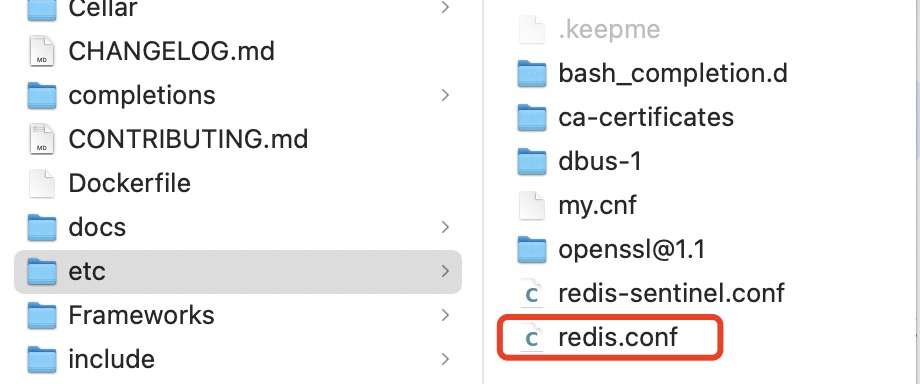 Cellar
CHANGELOG.md
completions
CONTRIBUTING.md
Dockerfile
docs
etc
Frameworks
include
.keepme
bash_completion.d
ca-certificates
dbus-1
my.cnf
openssl@1.1
redis-sentinel.conf
redis.conf